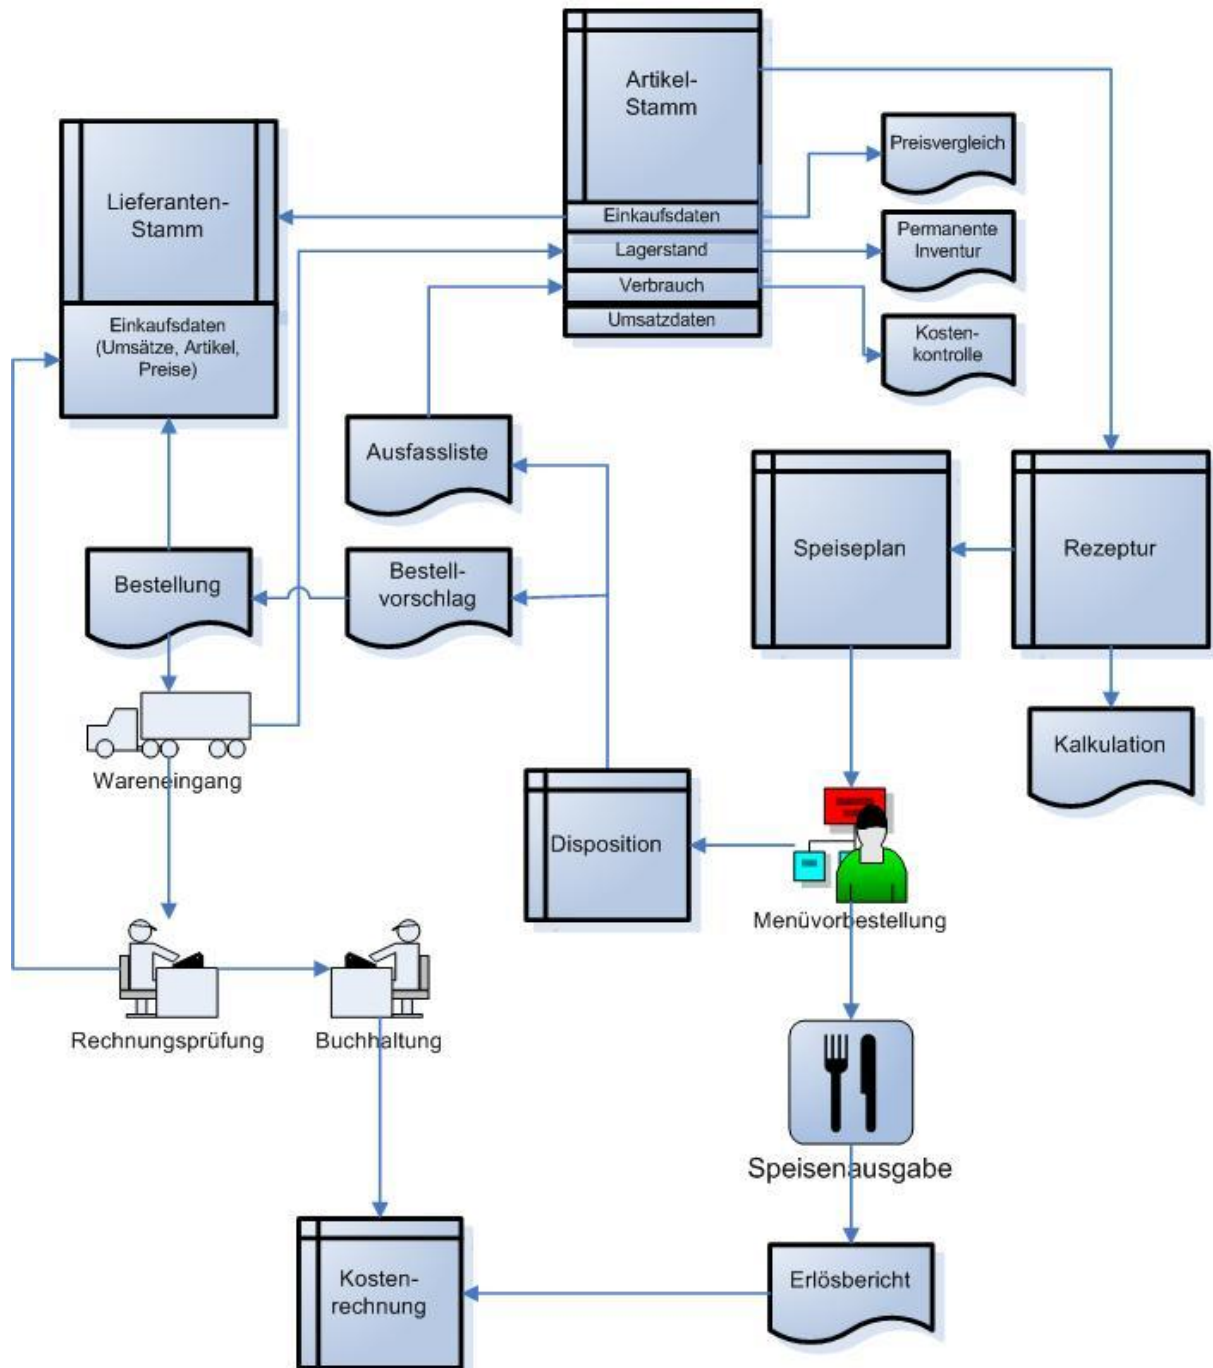 Artikel-
Stamm
Einkaufsdaten
Lagerstand
Verbrauch
Umsatzdaten
Preisvergleich
Permanente
Inventur
Kosten-
kontrolle
Lieferanten-
Stamm
Einkaufsdaten
(Umsätze, Artikel,
Preise)
Ausfassliste
Bestellung
Bestell-
vorschlag
Speiseplan
Rezeptur
Kalkulation
Wareneingang
Disposition
Menüvorbestellung
Rechnungsprüfung
Buchhaltung
Speisenausgabe
Kosten-
rechnung
Erlösbericht